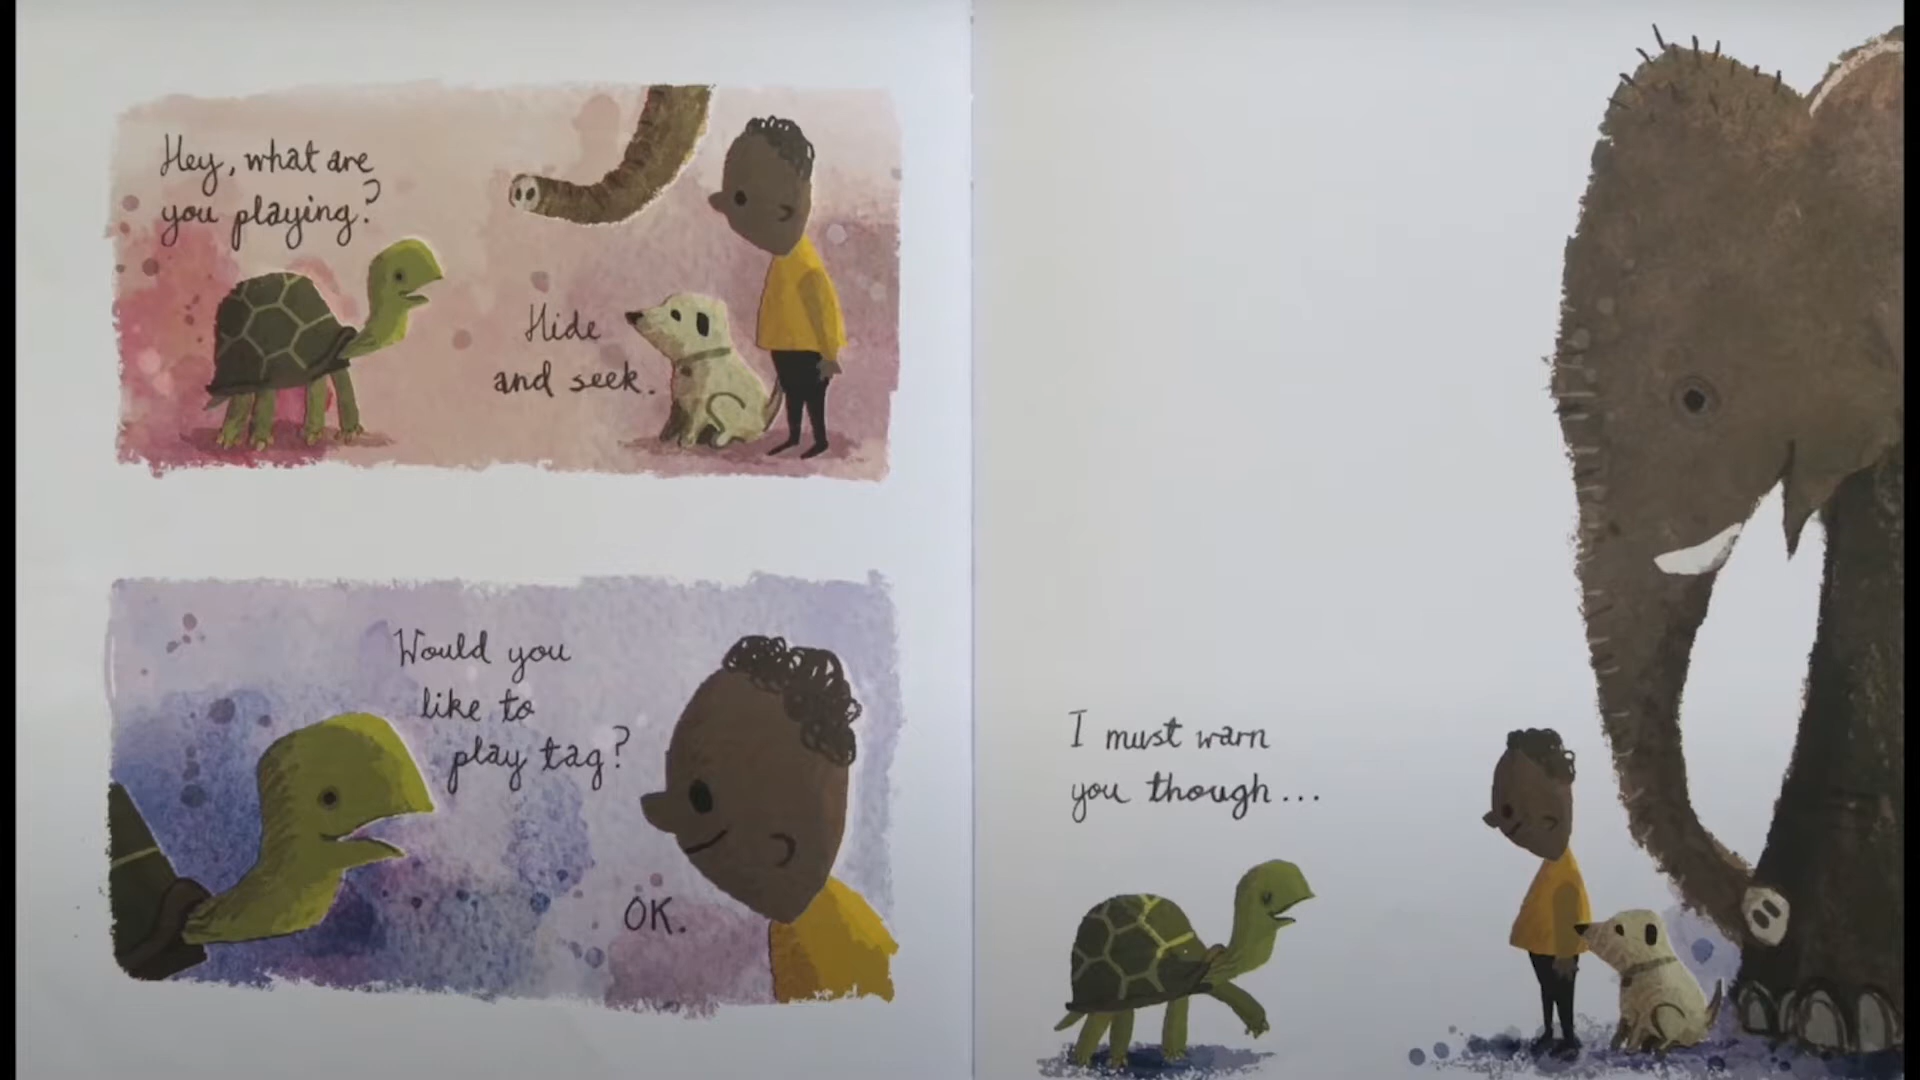 Hey, what are
you playing?
Hide
and seek.
Would you
like to
play tag?
OK.
I must warn
you though...